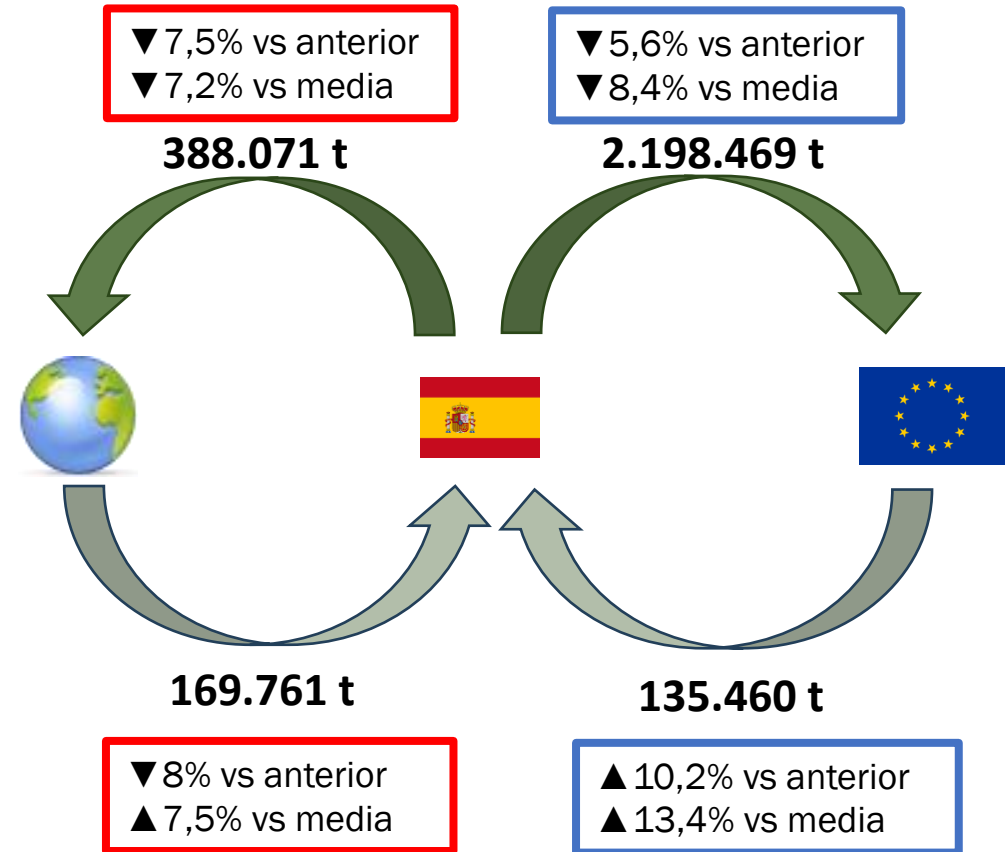 ▼7,5% vs anterior
▼7,2% vs media
388.071 t
▼5,6% vs anterior
▼8,4% vs media
2.198.469 t
169.761 t
▼8% vs anterior
▲7,5% vs media
135.460 t
▲10,2% vs anterior
▲13,4% vs media